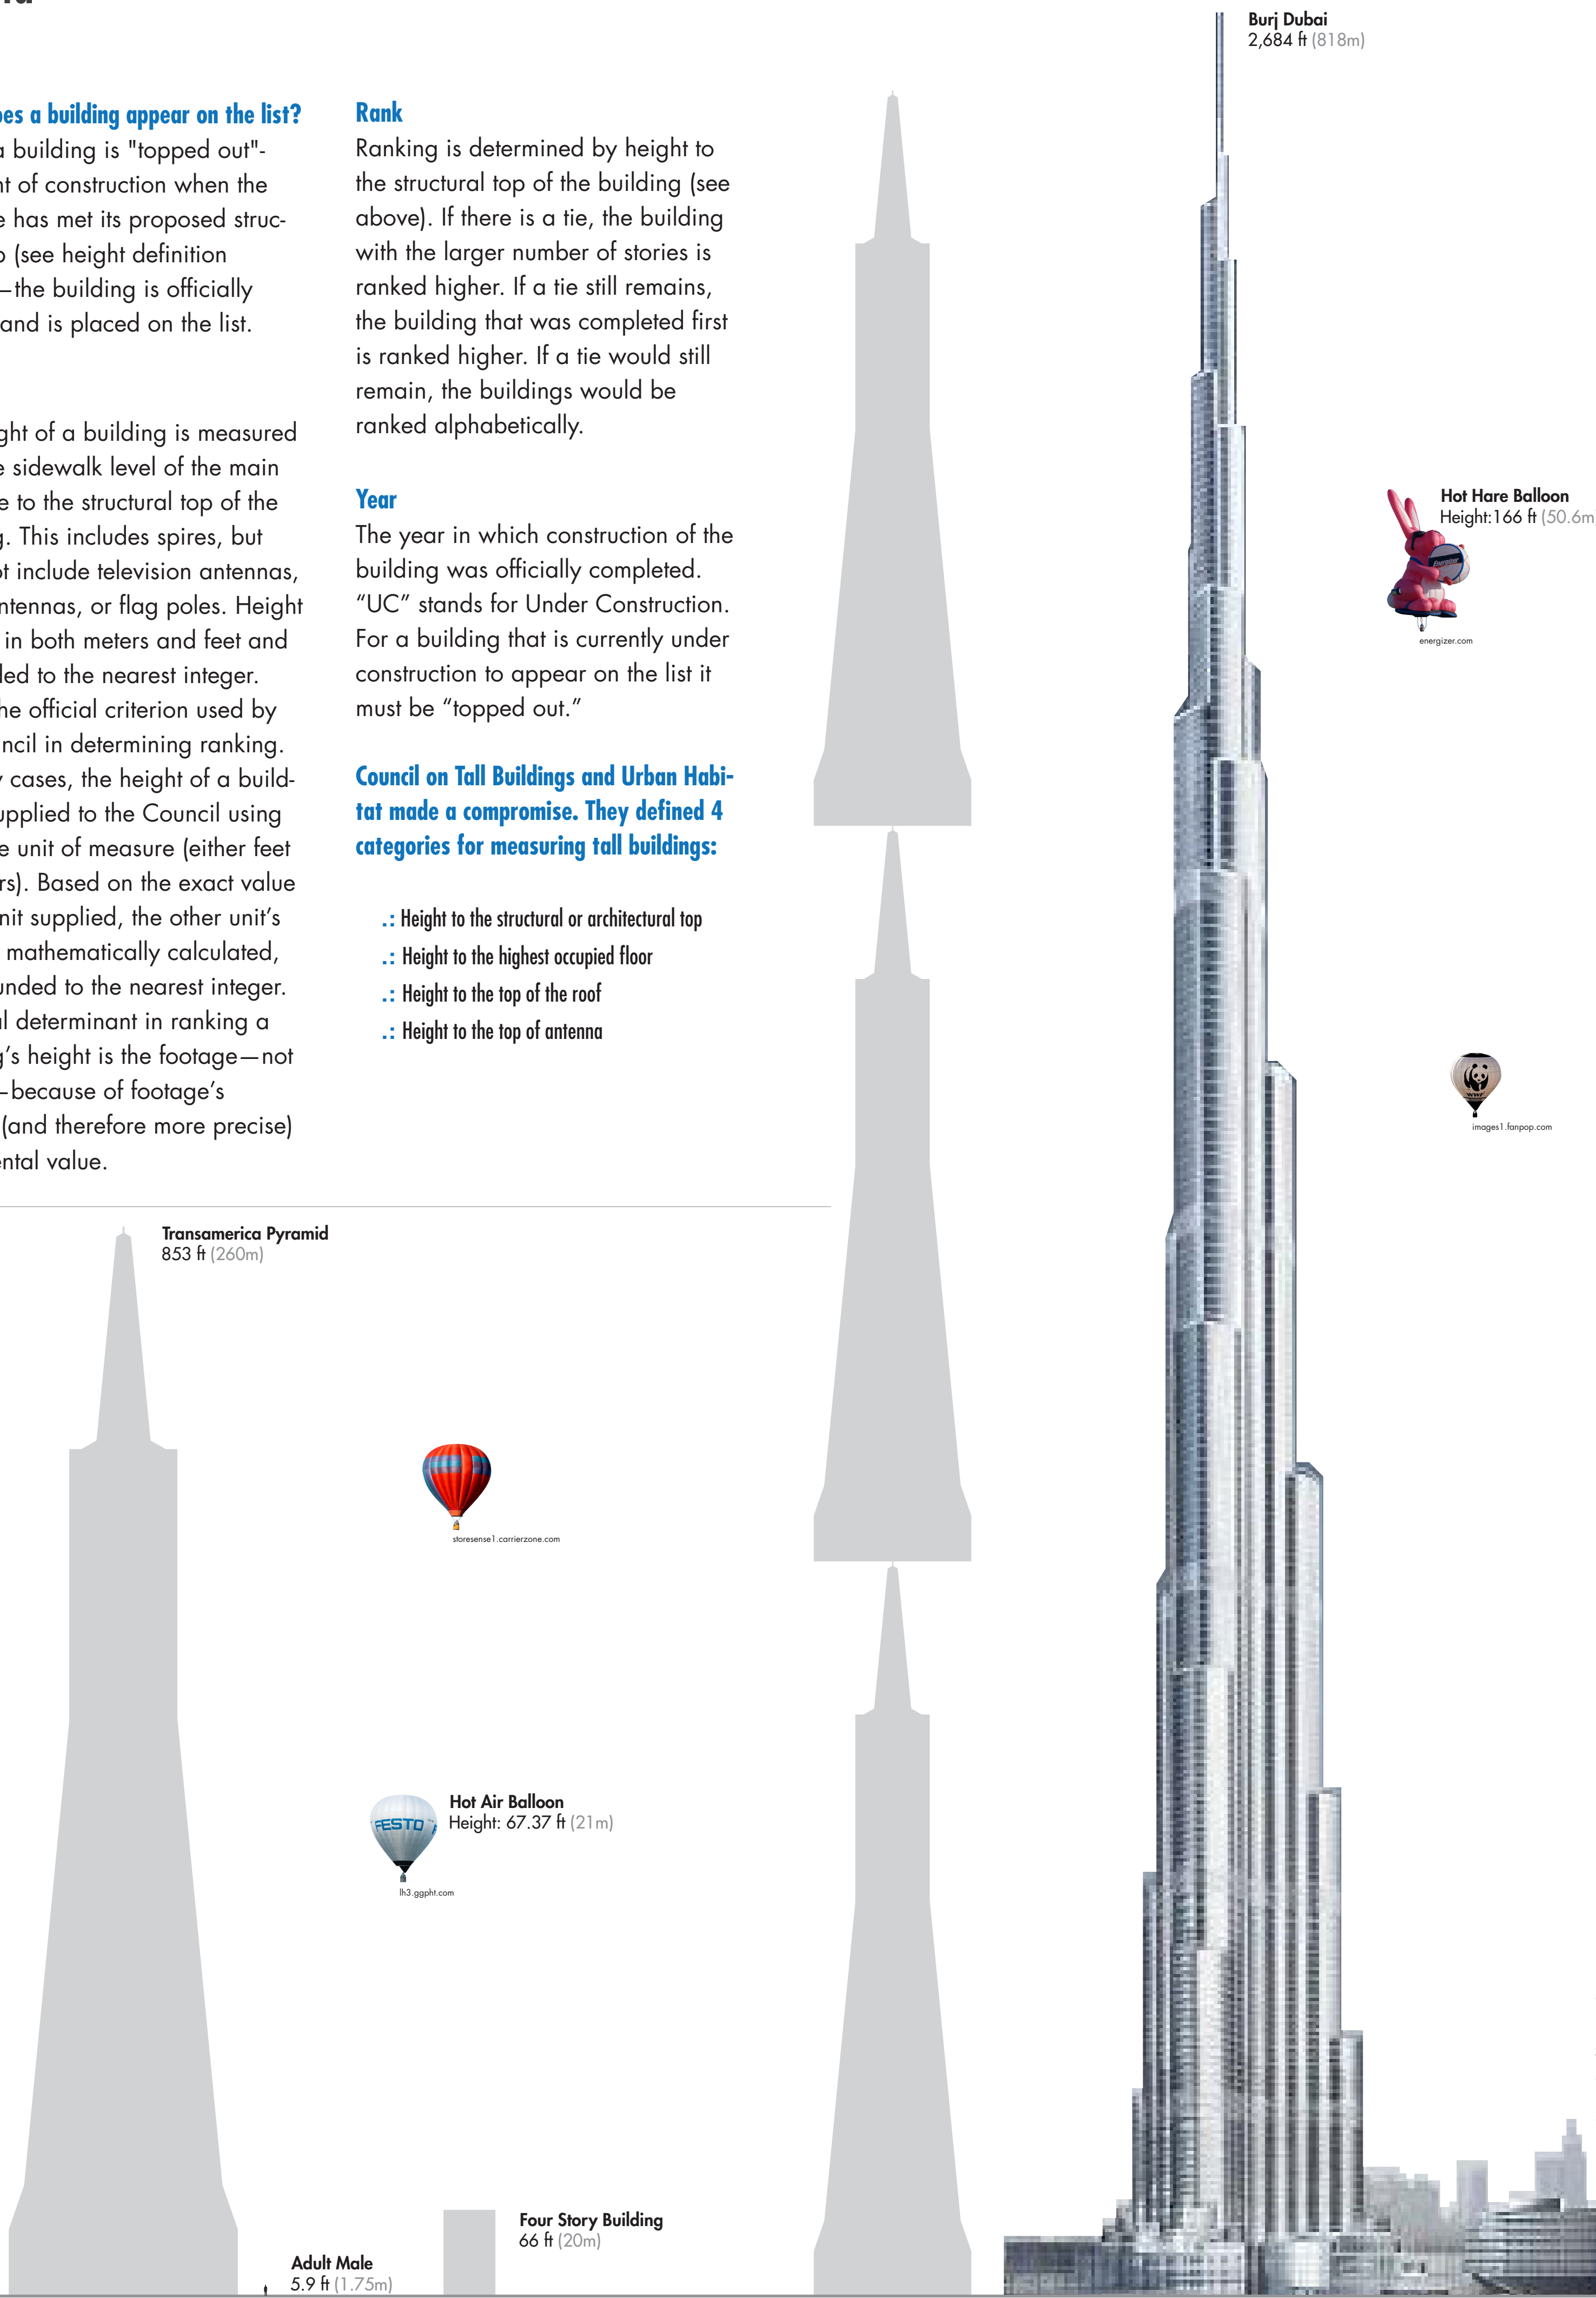 oes a building appear on the list?
a building is "topped out"-
nt of construction when the
e has met its proposed struc-
p (see height definition
—the building is officially
and is placed on the list.
ght of a building is measured
e sidewalk level of the main
e to the structural top of the
g. This includes spires, but
ot include television antennas,
ntennas, or flag poles. Height
in both meters and feet and
ded to the nearest integer.
he official criterion used by
ncil in determining ranking.
y cases, the height of a build-
upplied to the Council using
e unit of measure (either feet
rs). Based on the exact value
nit supplied, the other unit's
mathematically calculated,
unded to the nearest integer.
al determinant in ranking a
g's height is the footage—not
—because of footage's
(and therefore more precise)
ental value.
Rank
Ranking is determined by height to
the structural top of the building (see
above). If there is a tie, the building
with the larger number of stories is
ranked higher. If a tie still remains,
the building that was completed first
is ranked higher. If a tie would still
remain, the buildings would be
ranked alphabetically.
Year
The year in which construction of the
building was officially completed.
“UC” stands for Under Construction.
For a building that is currently under
construction to appear on the list it
must be “topped out.”
Council on Tall Buildings and Urban Habi-
tat made a compromise. They defined 4
categories for measuring tall buildings:
.: Height to the structural or architectural top
.: Height to the highest occupied floor
.: Height to the top of the roof
.: Height to the top of antenna
Burj Dubai
2,684 ft (818m)
Hot Hare Balloon
Height:166 ft (50.6m
Energizer
energizer.com
WWF
images1.fanpop.com
Transamerica Pyramid
853 ft (260m)
storesense1.carrierzone.com
Hot Air Balloon
Height: 67.37 ft (21m)
FESTO
lh3.ggpht.com
Four Story Building
66 ft (20m)
Adult Male
5.9 ft (1.75m)